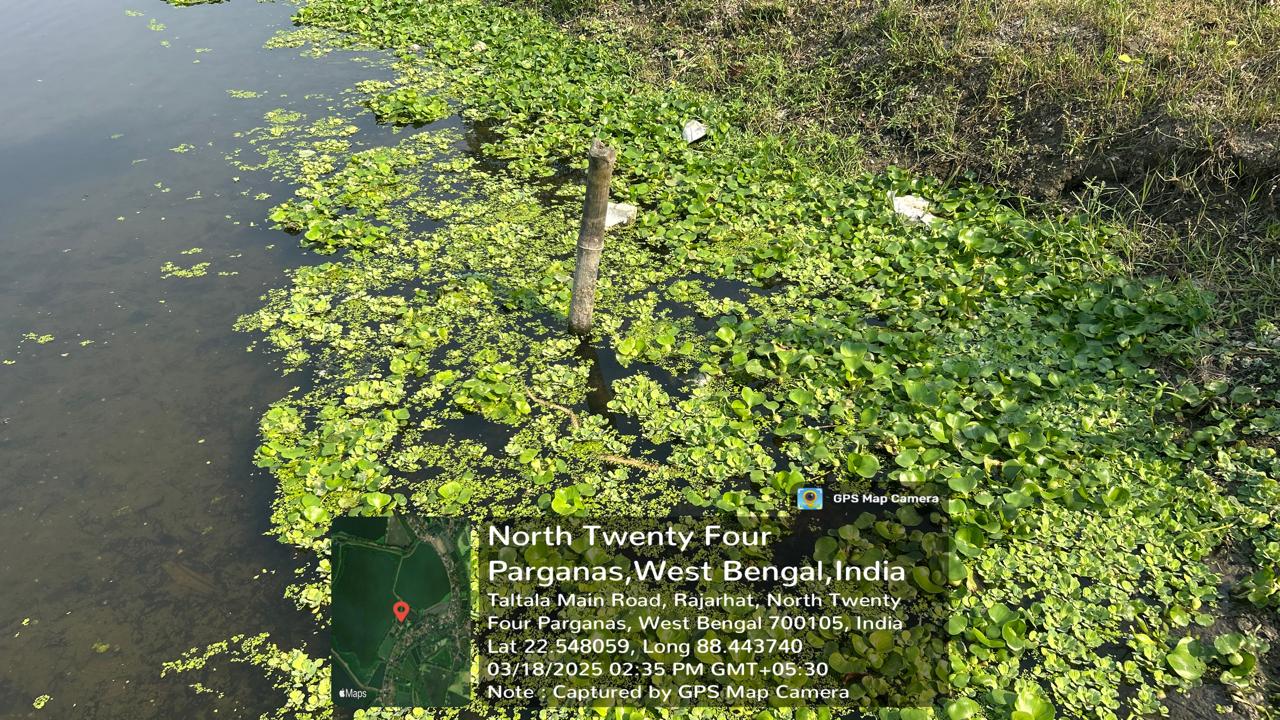 GPS Map Camera
North Twenty Four
Parganas,West Bengal,India
Taltala Main Road, Rajarhat, North Twenty
Four Parganas, West Bengal 700105, India
Lat 22.548059, Long 88.443740
03/18/2025 02:35 PM GMT+05:30
Note : Captured by GPS Map Camera
Maps